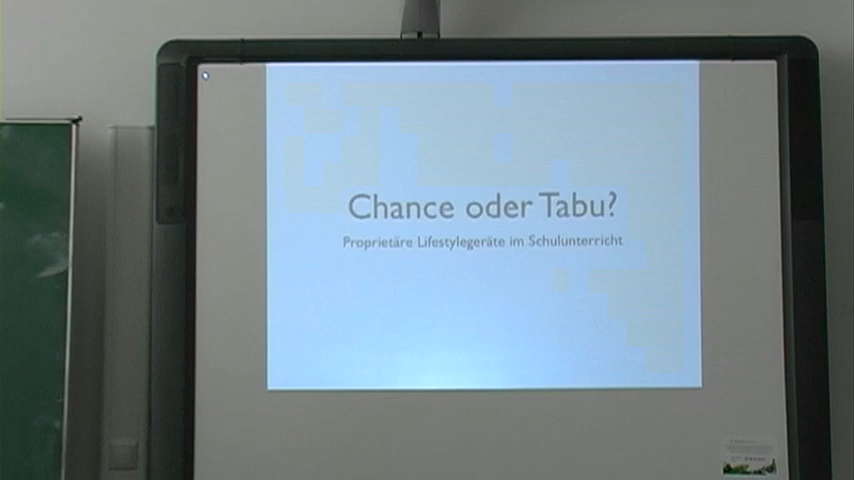 Chance oder Tabu?
Proprietäre Lifestylegeräte im Schulunterricht